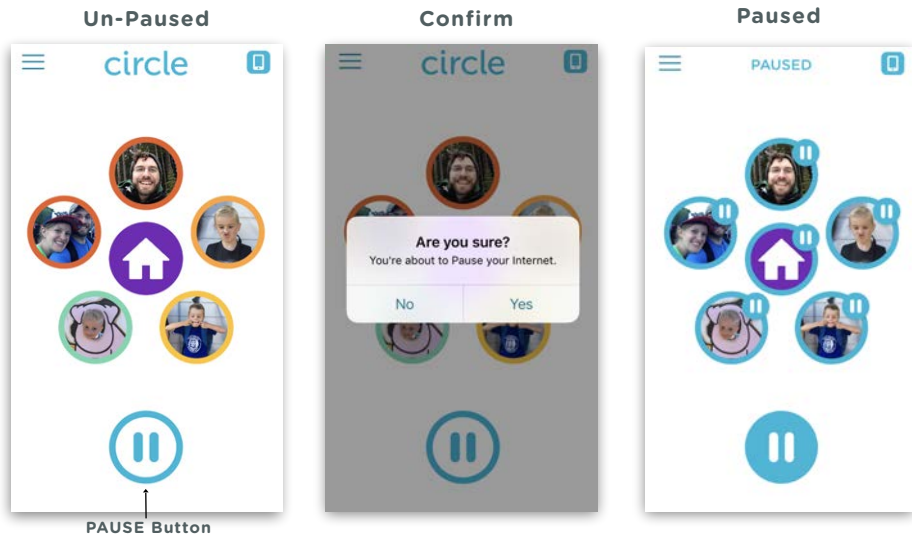 Un-Paused
Confirm
Paused
circle
circle
PAUSED
Are you sure?
You're about to Pause your Internet.
No
Yes
PAUSE Button